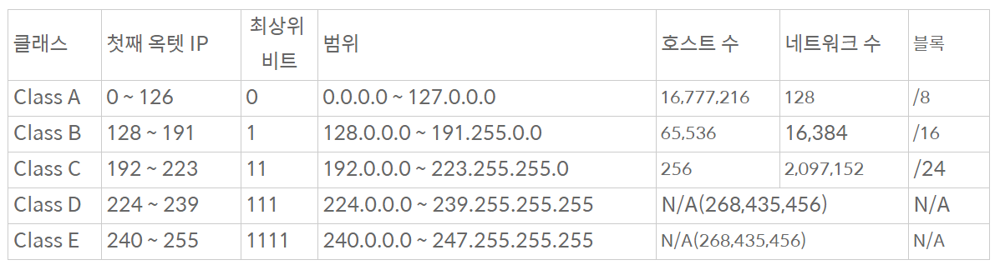 클래스 첫째 옥텟 IP 최상위 비트 범위 호스트 수 네트워크 수 블록
Class A 0 ~ 126 0 0.0.0.0 ~ 127.0.0.0 16,777,216 128 /8
Class B 128 ~ 191 1 128.0.0.0 ~ 191.255.0.0 65,536 16,384 /16
Class C 192 ~ 223 11 192.0.0.0 ~ 223.255.255.0 256 2,097,152 /24
Class D 224 ~ 239 111 224.0.0.0 ~ 239.255.255.255 N/A(268,435,456) N/A
Class E 240 ~ 255 1111 240.0.0.0 ~ 247.255.255.255 N/A(268,435,456) N/A